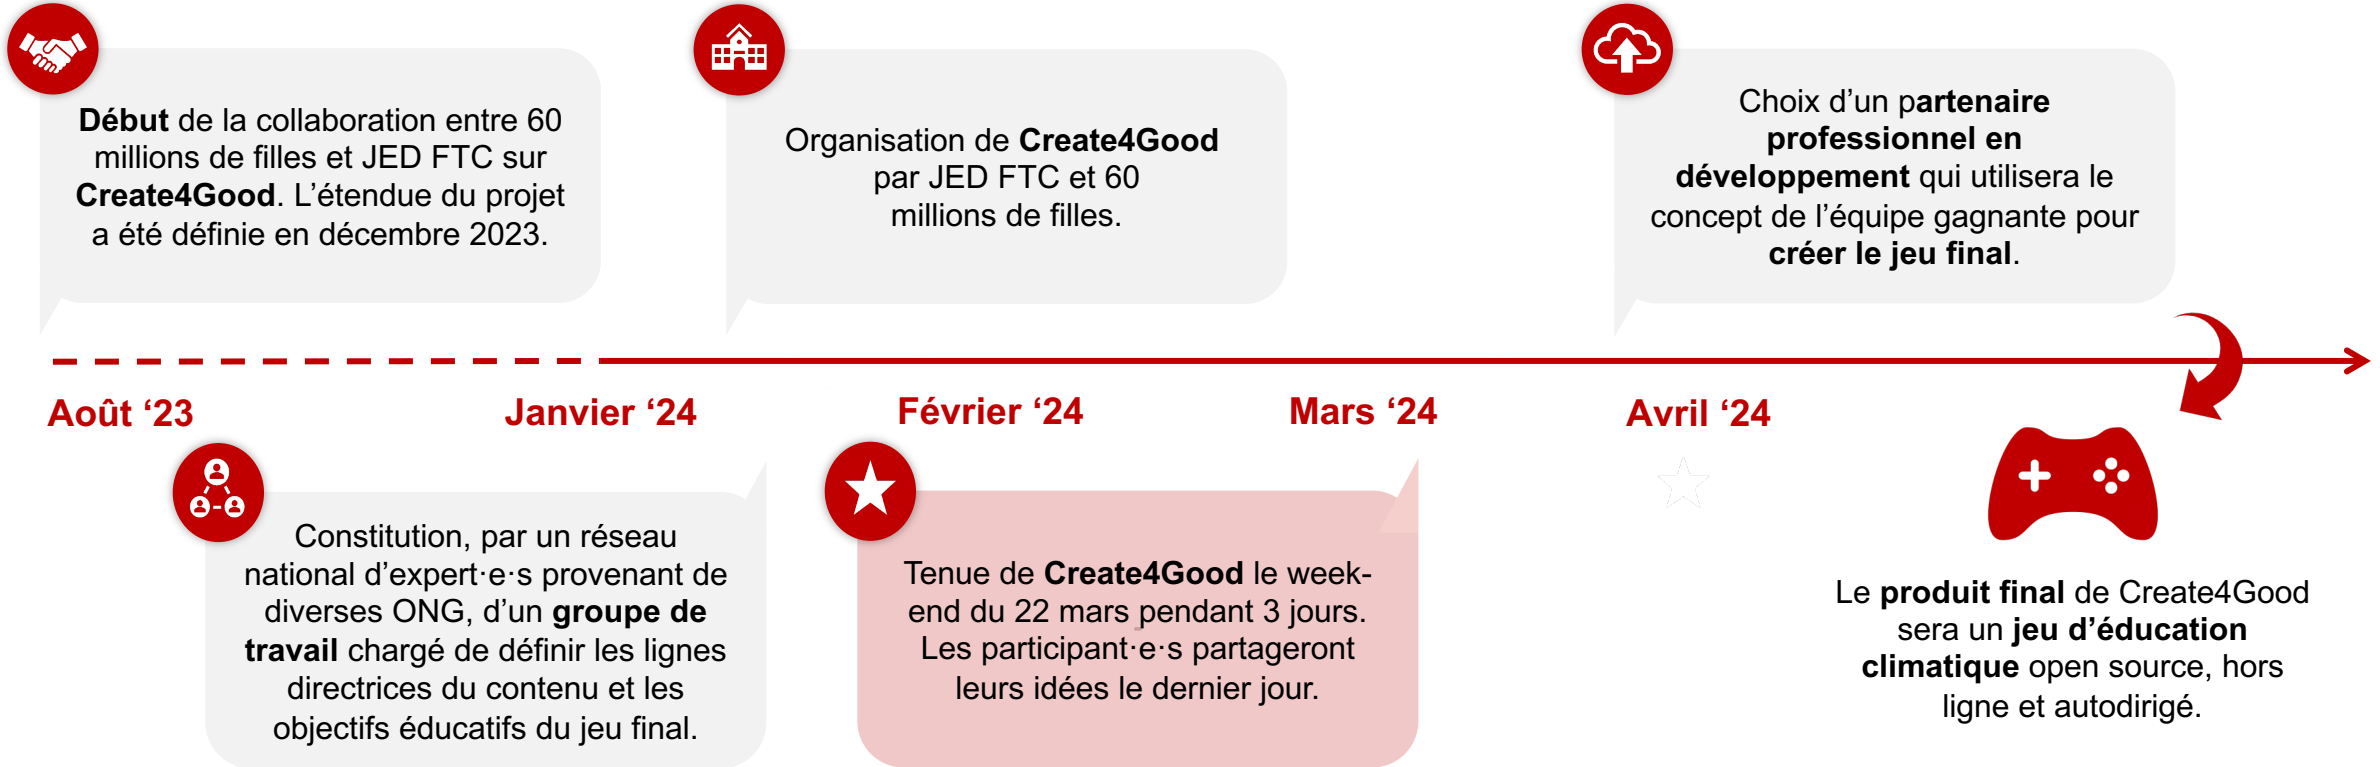 Début de la collaboration entre 60
millions de filles et JED FTC sur
Create4Good. L’étendue du projet
a été définie en décembre 2023.
Organisation de Create4Good
par JED FTC et 60
millions de filles.
Choix d’un partenaire
professionnel en
développement qui utilisera le
concept de l’équipe gagnante pour
créer le jeu final.
Août ‘23
Janvier ‘24
Février ‘24
Mars ‘24
Avril ‘24
Constitution, par un réseau
national d’expert·e·s provenant de
diverses ONG, d’un groupe de
travail chargé de définir les lignes
directrices du contenu et les
objectifs éducatifs du jeu final.
Tenue de Create4Good le week-
end du 22 mars pendant 3 jours.
Les participant·e·s partageront
leurs idées le dernier jour.
Le produit final de Create4Good
sera un jeu d’éducation
climatique open source, hors
ligne et autodirigé.